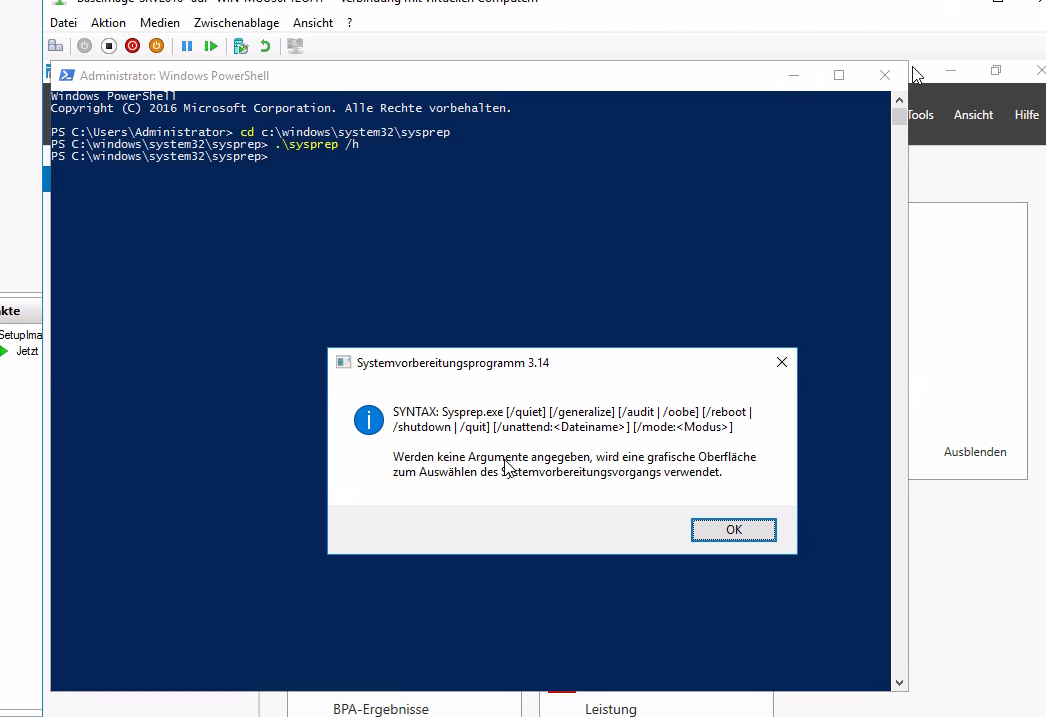 Datei Aktion Medien Zwischenablage Ansicht ?
Administrator: Windows PowerShell
Windows PowerShell
Copyright (C) 2016 Microsoft Corporation. Alle Rechte vorbehalten.
PS C:\Users\Administrator> cd c:\windows\system32\sysprep
PS C:\windows\system32\sysprep> .\sysprep /h
PS C:\windows\system32\sysprep>
Tools Ansicht Hilfe
Jetzt
Systemvorbereitungsprogramm 3.14
SYNTAX: Sysprep.exe [/quiet] [/generalize] [/audit | /oobe] [/reboot |
/shutdown | /quit] [/unattend:<Dateiname>] [/mode:<Modus>]
Werden keine Argumente angegeben, wird eine grafische Oberfläche
zum Auswählen des Systemvorbereitungsvorgangs verwendet.
OK
Ausblenden
BPA-Ergebnisse
Leistung